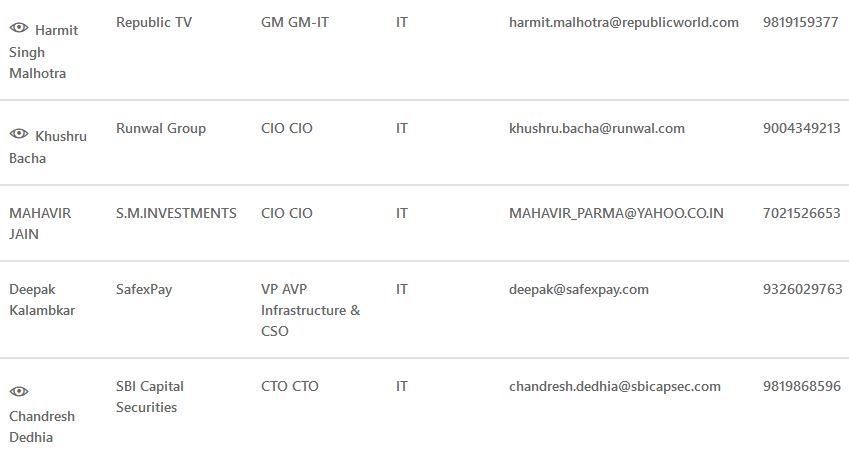 Harmit Singh Malhotra Republic TV GM GM-IT IT harmit.malhotra@republicworld.com 9819159377
Khushru Bacha Runwal Group CIO CIO IT khushru.bacha@runwal.com 9004349213
MAHAVIR JAIN S.M.INVESTMENTS CIO CIO IT MAHAVIR_PARMA@YAHOO.CO.IN 7021526653
Deepak Kalambkar SafexPay VP AVP Infrastructure & CSO IT deepak@safexpay.com 9326029763
Chandresh Dedhia SBI Capital Securities CTO CTO IT chandresh.dedhia@sbicapsec.com 9819868596